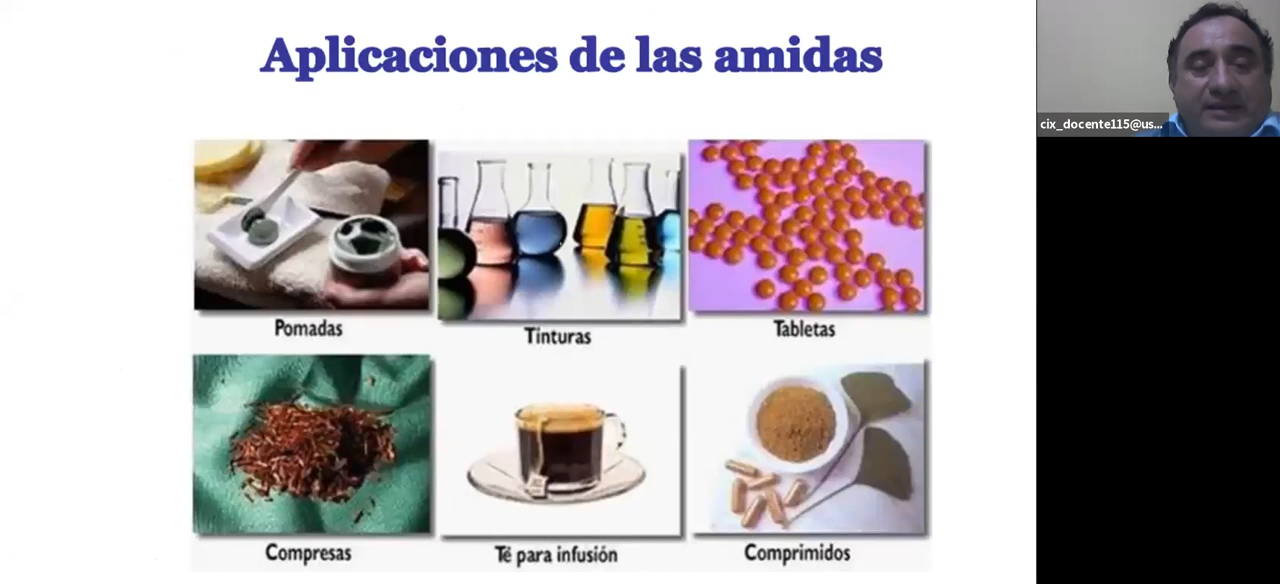 Aplicaciones de las amidas
cix_docente115@us...
Pomadas
Tinturas
Tabletas
Compresas
Té para infusión
Comprimidos